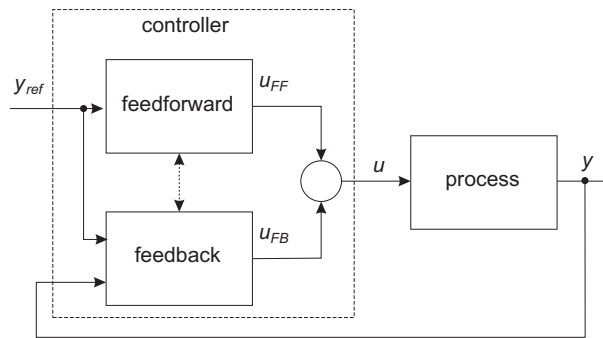 controller
y_ref
feedforward
u_FF
u
process
y
feedback
u_FB